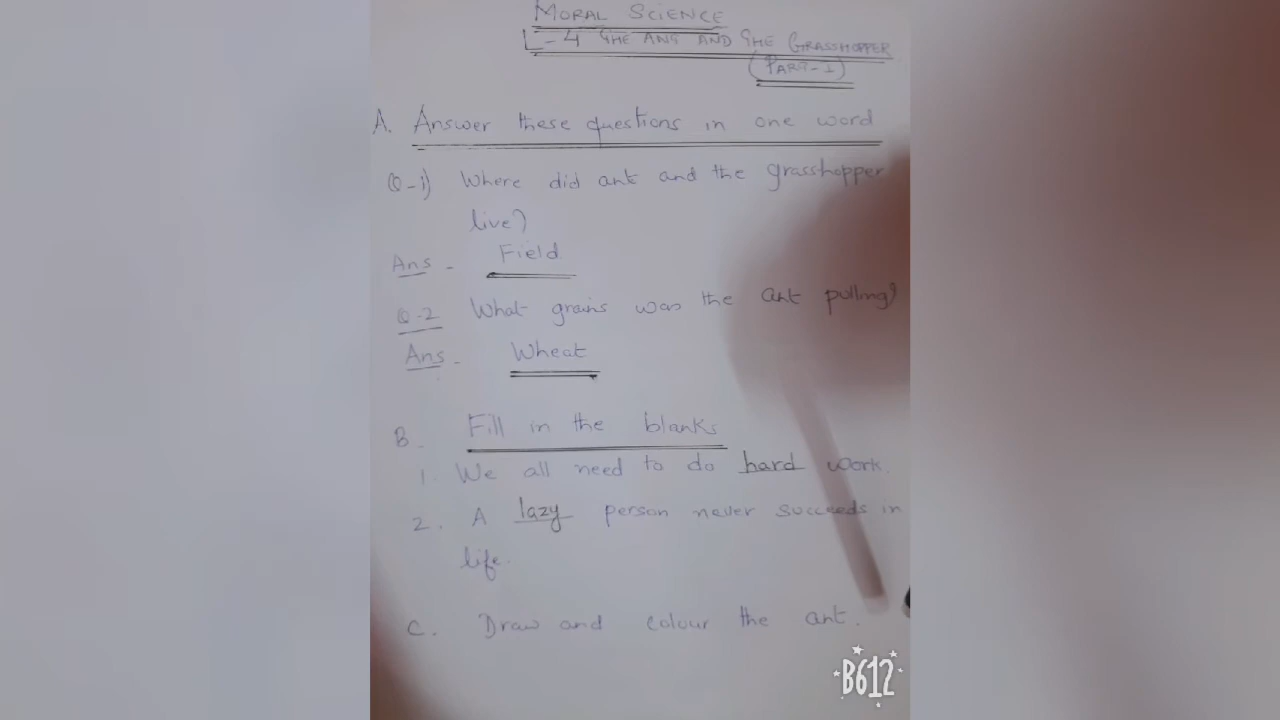 MORAL SCIENCE
L-4 THE ANT AND THE GRASSHOPPER
(PART-I)
A. Answer these questions in one word
Q-1) Where did ant and the grasshopper
live?
Ans - Field
Q-2 What grains was the ant pulling?
Ans - Wheat
B. Fill in the blanks
1. We all need to do hard work.
2. A lazy person never succeeds in
life.
C. Draw and colour the ant.
B612